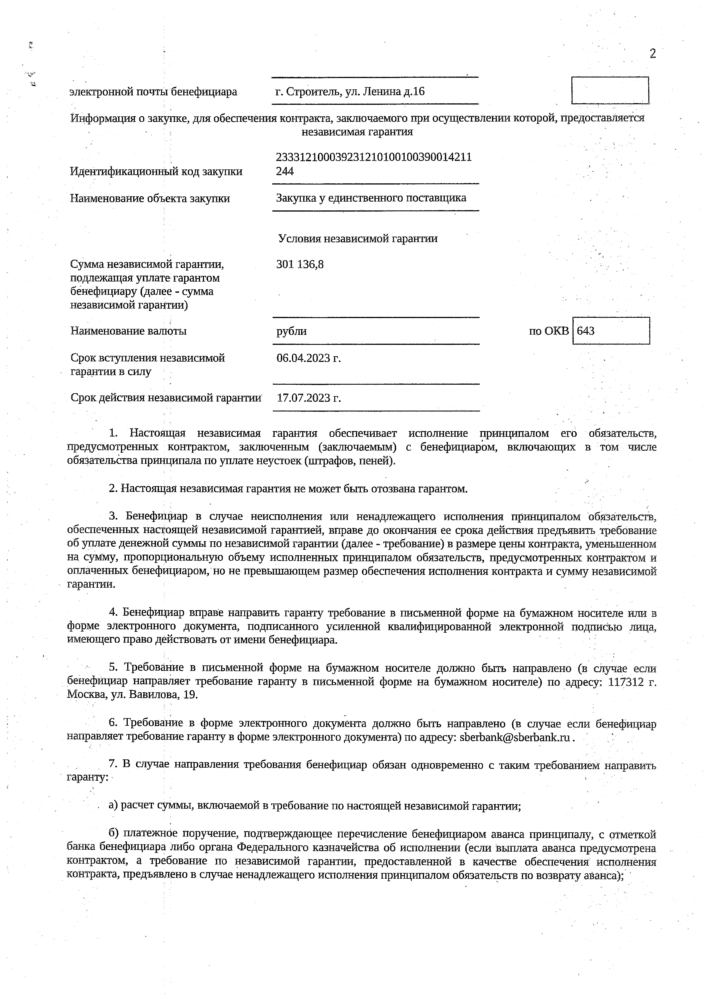 2
электронной почты бенефициара г. Строитель, ул. Ленина д.16
Информация о закупке, для обеспечения контракта, заключаемого при осуществлении которой, предоставляется
независимая гарантия
233312100039231210100100390014211
Идентификационный код закупки 244
Наименование объекта закупки Закупка у единственного поставщика
Условия независимой гарантии
Сумма независимой гарантии, 301 136,8
подлежащая уплате гарантом
бенефициару (далее - сумма
независимой гарантии)
Наименование валюты рубли по ОКВ 643
Срок вступления независимой 06.04.2023 г.
гарантии в силу
Срок действия независимой гарантии 17.07.2023 г.
1. Настоящая независимая гарантия обеспечивает исполнение принципалом его обязательств,
предусмотренных контрактом, заключенным (заключаемым) с бенефициаром, включающих в том числе
обязательства принципала по уплате неустоек (штрафов, пеней).
2. Настоящая независимая гарантия не может быть отозвана гарантом.
3. Бенефициар в случае неисполнения или ненадлежащего исполнения принципалом обязательств,
обеспеченных настоящей независимой гарантией, вправе до окончания ее срока действия предъявить требование
об уплате денежной суммы по независимой гарантии (далее - требование) в размере цены контракта, уменьшенном
на сумму, пропорциональную объему исполненных принципалом обязательств, предусмотренных контрактом и
оплаченных бенефициаром, но не превышающем размер обеспечения исполнения контракта и сумму независимой
гарантии.
4. Бенефициар вправе направить гаранту требование в письменной форме на бумажном носителе или в
форме электронного документа, подписанного усиленной квалифицированной электронной подписью лица,
имеющего право действовать от имени бенефициара.
5. Требование в письменной форме на бумажном носителе должно быть направлено (в случае если
бенефициар направляет требование гаранту в письменной форме на бумажном носителе) по адресу: 117312 г.
Москва, ул. Вавилова, 19.
6. Требование в форме электронного документа должно быть направлено (в случае если бенефициар
направляет требование гаранту в форме электронного документа) по адресу: sberbank@sberbank.ru .
7. В случае направления требования бенефициар обязан одновременно с таким требованием направить
гаранту:
а) расчет суммы, включаемой в требование по настоящей независимой гарантии;
б) платежное поручение, подтверждающее перечисление бенефициаром аванса принципалу, с отметкой
банка бенефициара либо органа Федерального казначейства об исполнении (если выплата аванса предусмотрена
контрактом, а требование по независимой гарантии, предоставленной в качестве обеспечения исполнения
контракта, предъявлено в случае ненадлежащего исполнения принципалом обязательств по возврату аванса);